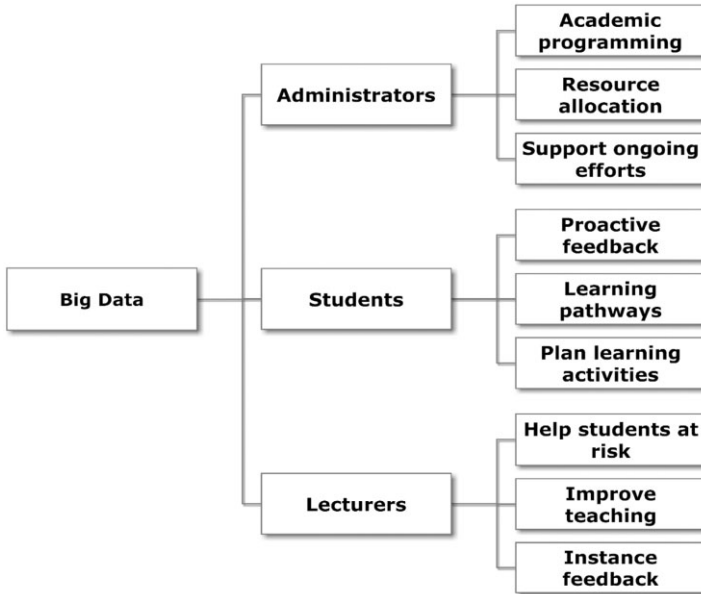 Academic
programming
Administrators
Resource
allocation
Support ongoing
efforts
Big Data
Students
Proactive
feedback
Learning
pathways
Plan learning
activities
Lecturers
Help students at
risk
Improve
teaching
Instance
feedback